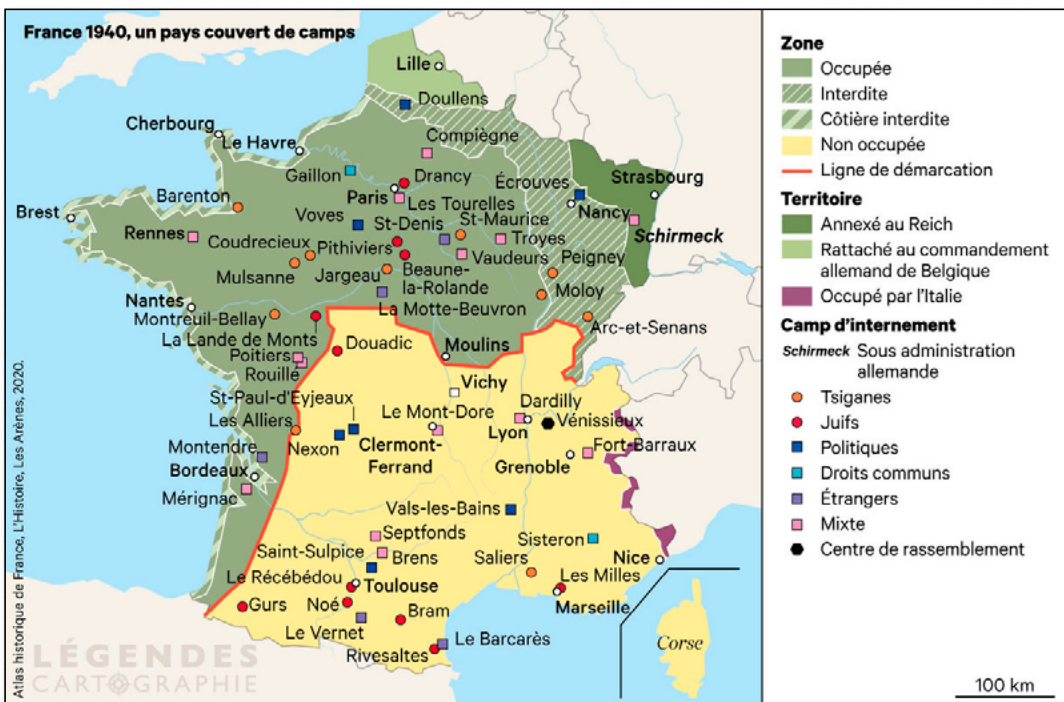 France 1940, un pays couvert de camps
Lille
Doullens
Cherbourg
Le Havre
Compiègne
Gaillon
Drancy
Paris
Les Tourelles
Écrouves
Strasbourg
Nancy
Schirmeck
Barenton
Brest
Rennes
Voves
St-Denis
St-Maurice
Troyes
Coudrecieux
Pithiviers
Vaudeurs
Peigney
Mulsanne
Jargeau
Beaune-
la-Rolande
Moloy
Nantes
La Motte-Beuvron
Montreuil-Bellay
Arc-et-Senans
La Lande de Monts
Douadic
Moulins
Poitiers
Rouillé
Vichy
St-Paul-d'Eyjeaux
Le Mont-Dore
Dardilly
Les Alliers
Lyon
Vénissieux
Nexon
Clermont-
Ferrand
Fort-Barraux
Montendre
Grenoble
Bordeaux
Mérignac
Vals-les-Bains
Septfonds
Sisteron
Saint-Sulpice
Brens
Saliers
Nice
Le Récébédou
Toulouse
Les Milles
Gurs
Noé
Bram
Marseille
Le Vernet
Le Barcarès
Rivesaltes
Corse
LÉGENDES
CARTOGRAPHIE
Atlas historique de France, L'Histoire, Les Arènes, 2020.
Zone
Occupée
Interdite
Côtière interdite
Non occupée
Ligne de démarcation
Territoire
Annexé au Reich
Rattaché au commandement
allemand de Belgique
Occupé par l'Italie
Camp d'internement
Schirmeck Sous administration
allemande
Tsiganes
Juifs
Politiques
Droits communs
Étrangers
Mixte
Centre de rassemblement
100 km